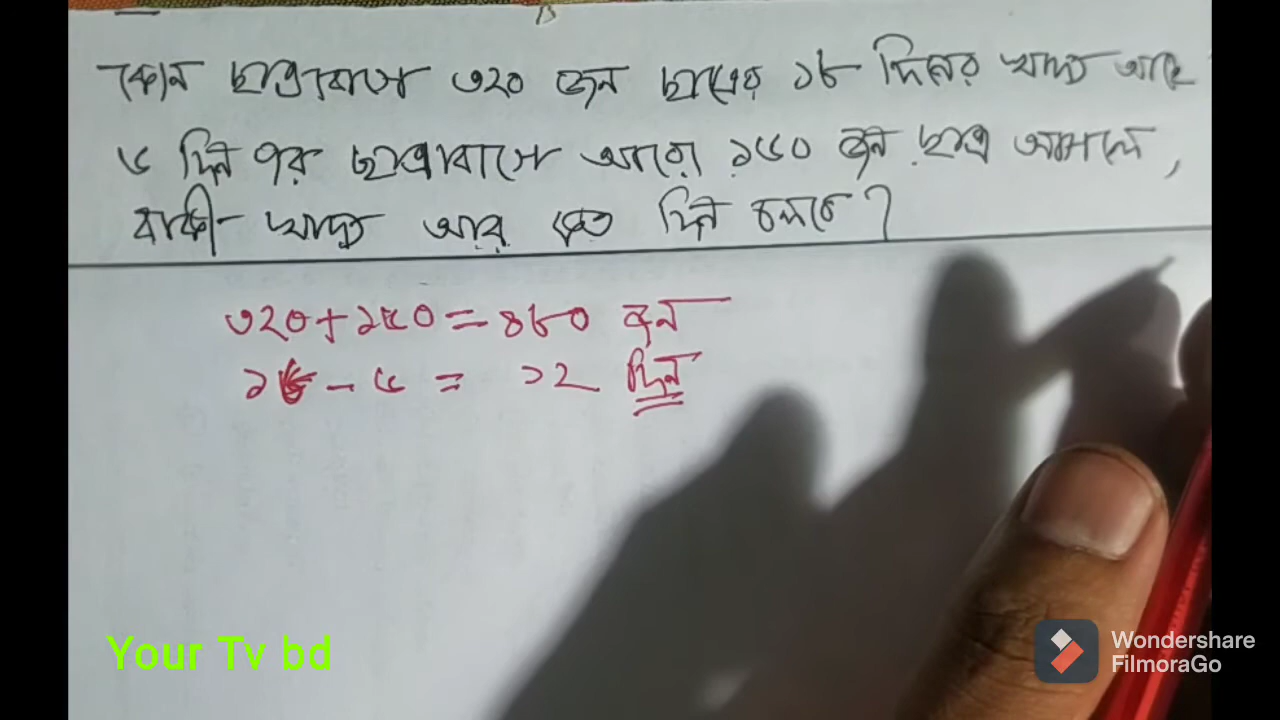 কোন ছাত্রাবাসে ৩২০ জন ছাত্রের ১৮ দিনের খাদ্য আছে
৬ দিন পর ছাত্রাবাসে আরো ১৬০ জন ছাত্র আসলে,
বাকী খাদ্য আর কত দিন চলবে?
৩২০+১৬০=৪৮০ জন
১৮-৬ = ১২ দিন
Your Tv bd
Wondershare
FilmoraGo